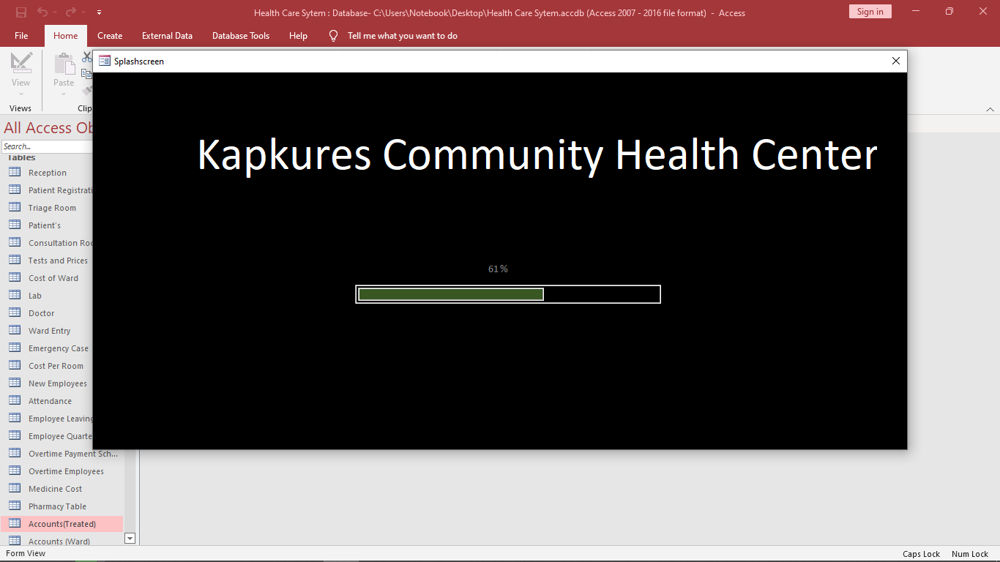 Health Care Sytem : Database- C:\Users\Notebook\Desktop\Health Care Sytem.accdb (Access 2007 - 2016 file format) - Access
Sign in
File Home Create External Data Database Tools Help Tell me what you want to do
View
Paste
Views
Clip
Splashscreen
Kapkures Community Health Center
61%
All Access Ob
Search...
Tables
Reception
Patient Registrati
Triage Room
Patient's
Consultation Roo
Tests and Prices
Cost of Ward
Lab
Doctor
Ward Entry
Emergency Case
Cost Per Room
New Employees
Attendance
Employee Leaving
Employee Quarte
Overtime Payment Sch...
Overtime Employees
Medicine Cost
Pharmacy Table
Accounts(Treated)
Accounts (Ward)
Form View
Caps Lock Num Lock